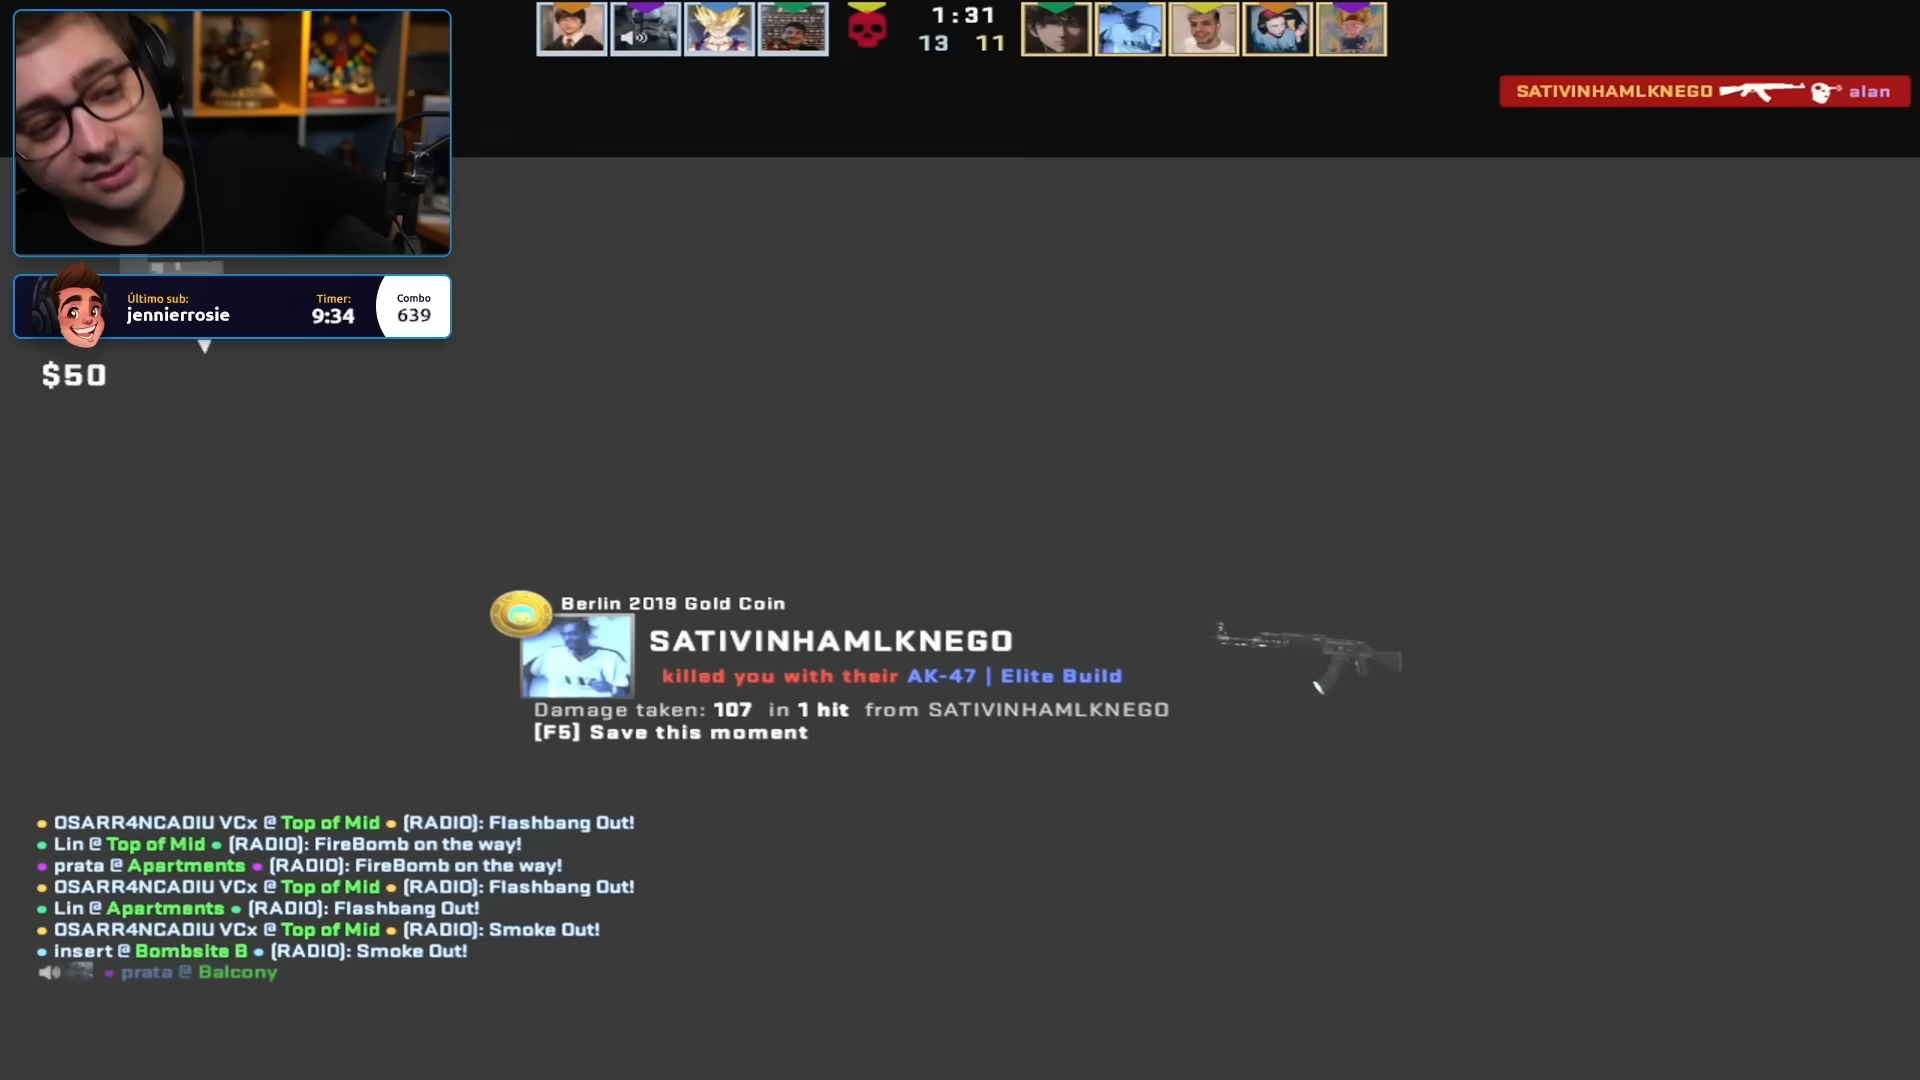 1:31
13 11
SATIVINHAMLKNEGO alan
Último sub:
jennierrosie
Timer:
9:34
Combo
639
$50
Berlin 2019 Gold Coin
SATIVINHAMLKNEGO
killed you with their AK-47 | Elite Build
Damage taken: 107 in 1 hit from SATIVINHAMLKNEGO
[F5] Save this moment
OSARR4NCADIU VCx @ Top of Mid • (RADIO): Flashbang Out!
Lin @ Top of Mid • (RADIO): FireBomb on the way!
prata @ Apartments • (RADIO): FireBomb on the way!
OSARR4NCADIU VCx @ Top of Mid • (RADIO): Flashbang Out!
Lin @ Apartments • (RADIO): Flashbang Out!
OSARR4NCADIU VCx @ Top of Mid • (RADIO): Smoke Out!
insert @ Bombsite B • (RADIO): Smoke Out!
prata @ Balcony